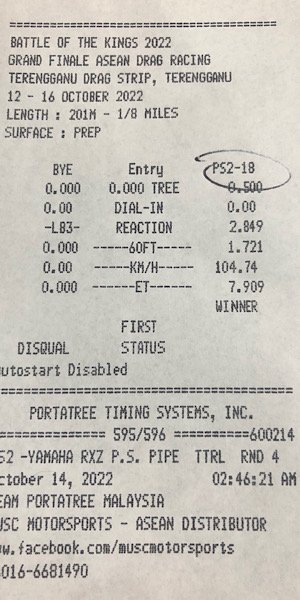 =====================================
BATTLE OF THE KINGS 2022
GRAND FINALE ASEAN DRAG RACING
TERENGGANU DRAG STRIP, TERENGGANU
12 - 16 OCTOBER 2022
LENGTH : 201M - 1/8 MILES
SURFACE : PREP
BYE Entry PS2-18
0.000 0.000 TREE 0.500
0.00 DIAL-IN 0.00
-L83- REACTION 2.849
0.000 ------60FT------ 1.721
0.00 ------KM/H------ 104.74
0.000 -------ET------- 7.909
WINNER
FIRST
DISQUAL STATUS
utostart Disabled
=====================================
PORTATREE TIMING SYSTEMS, INC.
============== 595/596 ==========600214
S2 -YAMAHA RXZ P.S. PIPE TTRL RND 4
ctober 14, 2022 02:46:21 AM
EAM PORTATREE MALAYSIA
USC MOTORSPORTS - ASEAN DISTRIBUTOR
w.facebook.com/muscmotorsports
016-6681490